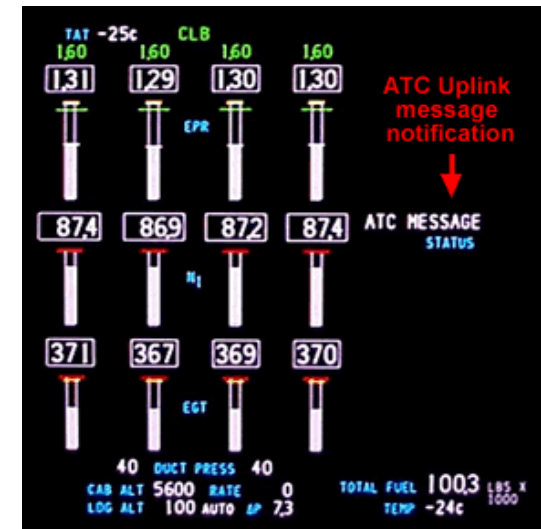 TAT -25c CLB
1,60 1,60 1,60 1,60
1,31 1,29 1,30 1,30
EPR
ATC Uplink
message
notification
87,4 86,9 87,2 87,4
ATC MESSAGE
STATUS
N1
371 367 369 370
EGT
40 DUCT PRESS 40
CAB ALT 5600 RATE 0
LDG ALT 100 AUTO ΔP 7,3
TOTAL FUEL 100,3 LBS X 1000
TEMP -24c